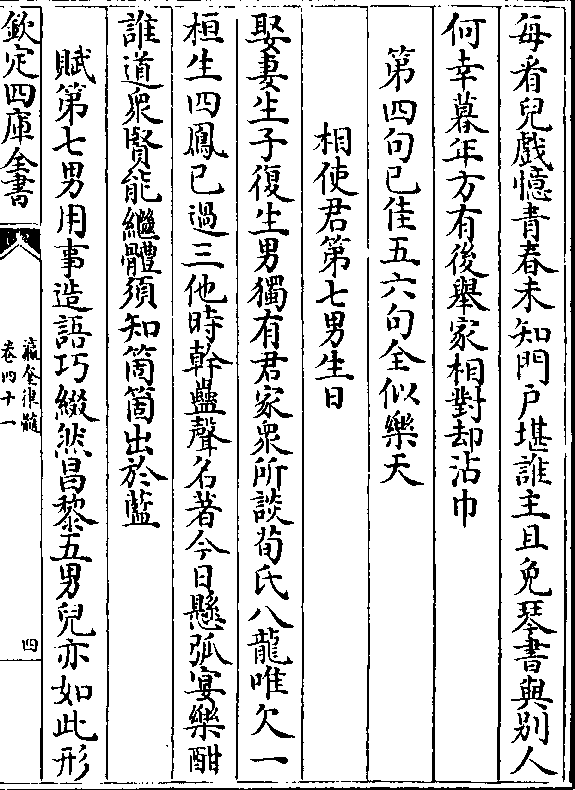 每看兒戲憶青春未知門户堪誰主且免琴書與別人
何幸暮年方有後舉家相對却沾巾
第四句已佳五六句全似樂天
相使君第七男生日
娶妻生子復生男獨有君家衆所談荀氏八龍唯欠一
桓生四鳳已過三他時幹蠱聲名著今日懸弧宴樂酣
誰道衆賢能繼體須知箇箇出於藍
賦第七男用事造語巧綴然昌黎五男兒亦如此形
欽定四庫全書
瀛奎律髓
卷四十一
四